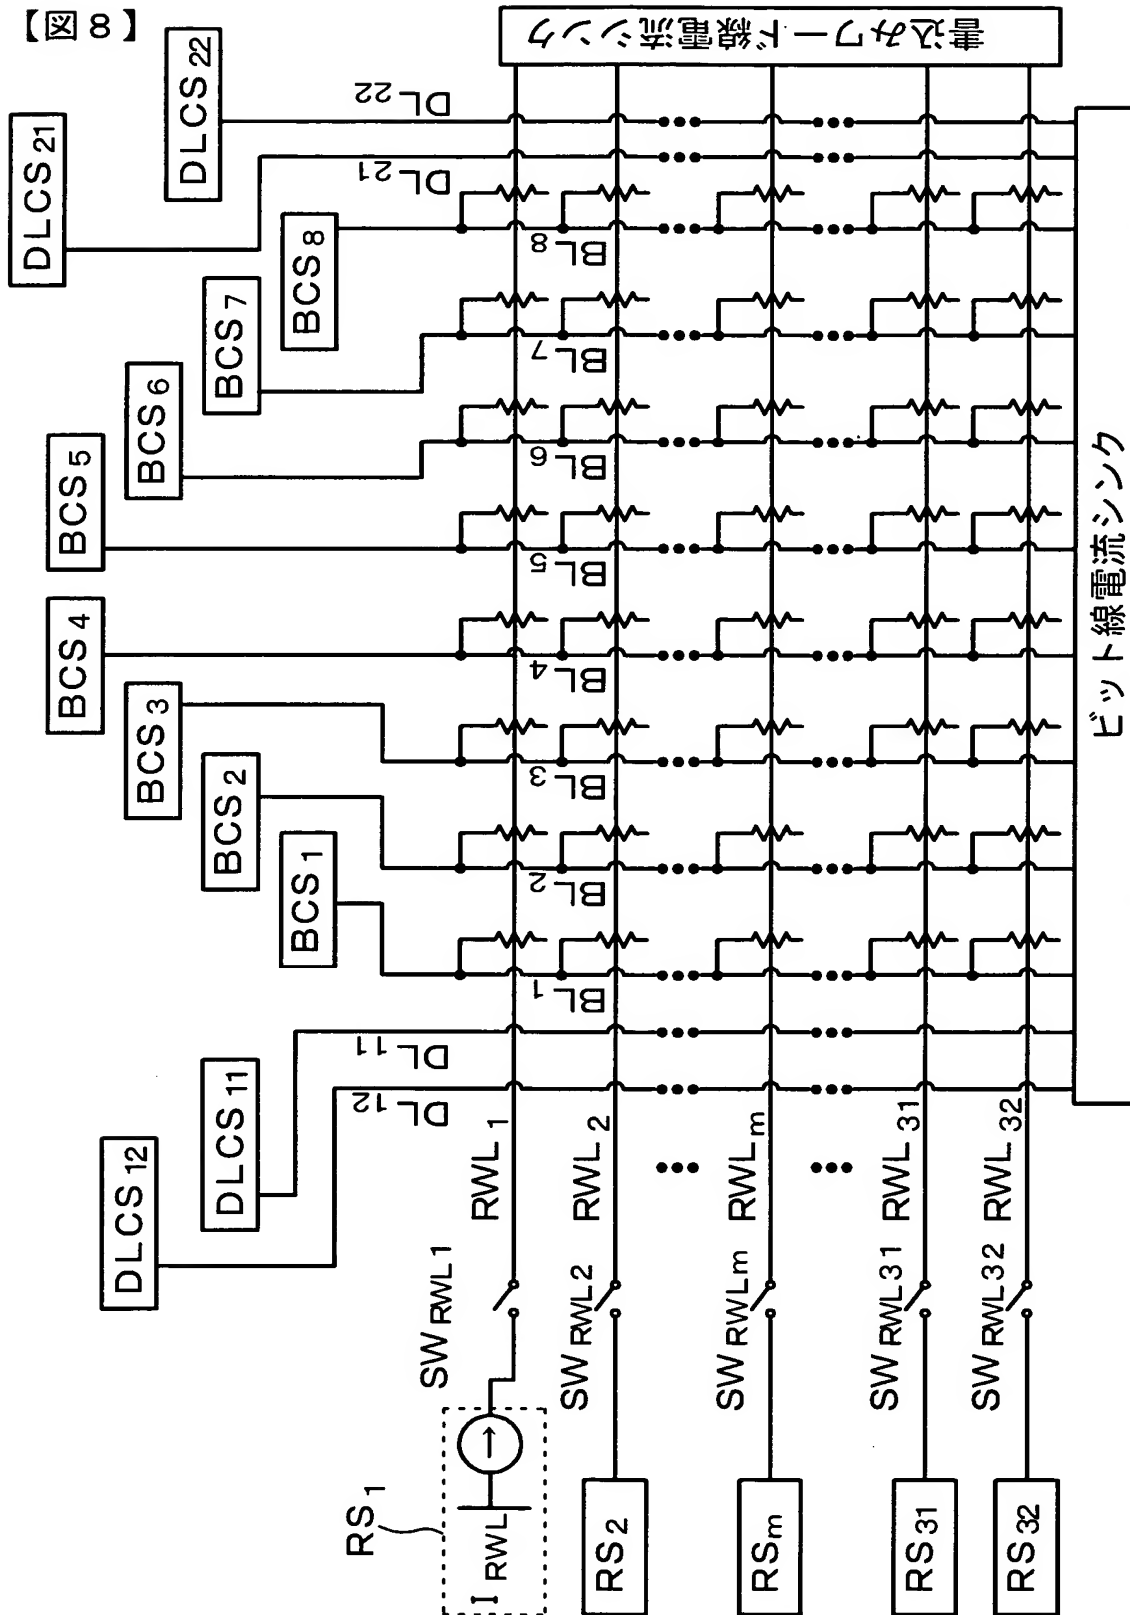 【図8】
DLCS12
DLCS11
BCS1
BCS2
BCS3
BCS4
BCS5
BCS6
BCS7
BCS8
DLCS21
DLCS22
DL12
DL11
BL1
BL2
BL3
BL4
BL5
BL6
BL7
BL8
DL21
DL22
RS1
IRWL
SWRWL1
RWL1
RS2
SWRWL2
RWL2
RSm
SWRWLm
RWLm
RS31
SWRWL31
RWL31
RS32
SWRWL32
RWL32
書込みワード線電流シンク
ビット線電流シンク